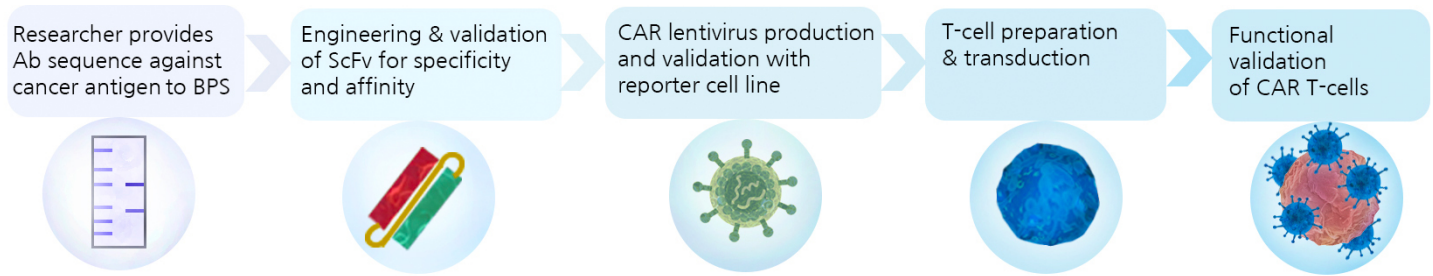 Researcher provides
Ab sequence against
cancer antigen to BPS
Engineering & validation
of ScFv for specificity
and affinity
CAR lentivirus production
and validation with
reporter cell line
T-cell preparation
& transduction
Functional
validation
of CAR T-cells